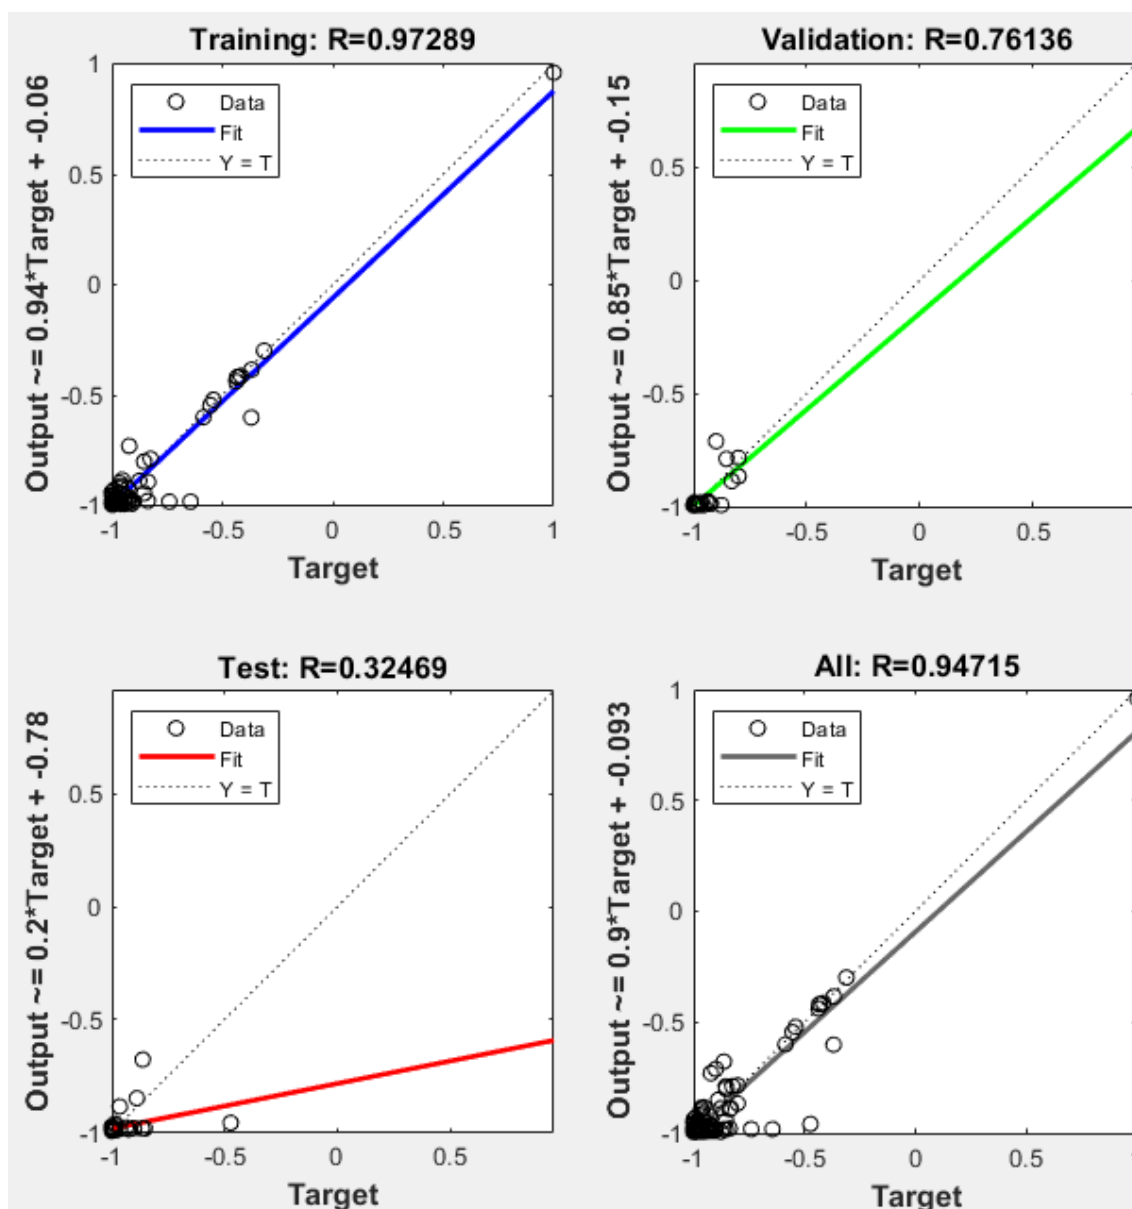 Training: R=0.97289
Output ~= 0.94*Target + -0.06
1
0.5
0
-0.5
-1
Data
Fit
Y = T
-1
-0.5
0
0.5
1
Target
Validation: R=0.76136
Output ~= 0.85*Target + -0.15
0.5
0
-0.5
-1
Data
Fit
Y = T
-1
-0.5
0
0.5
Target
Test: R=0.32469
Output ~= 0.2*Target + -0.78
0.5
0
-0.5
-1
Data
Fit
Y = T
-1
-0.5
0
0.5
Target
All: R=0.94715
Output ~= 0.9*Target + -0.093
1
0.5
0
-0.5
-1
Data
Fit
Y = T
-1
-0.5
0
0.5
Target